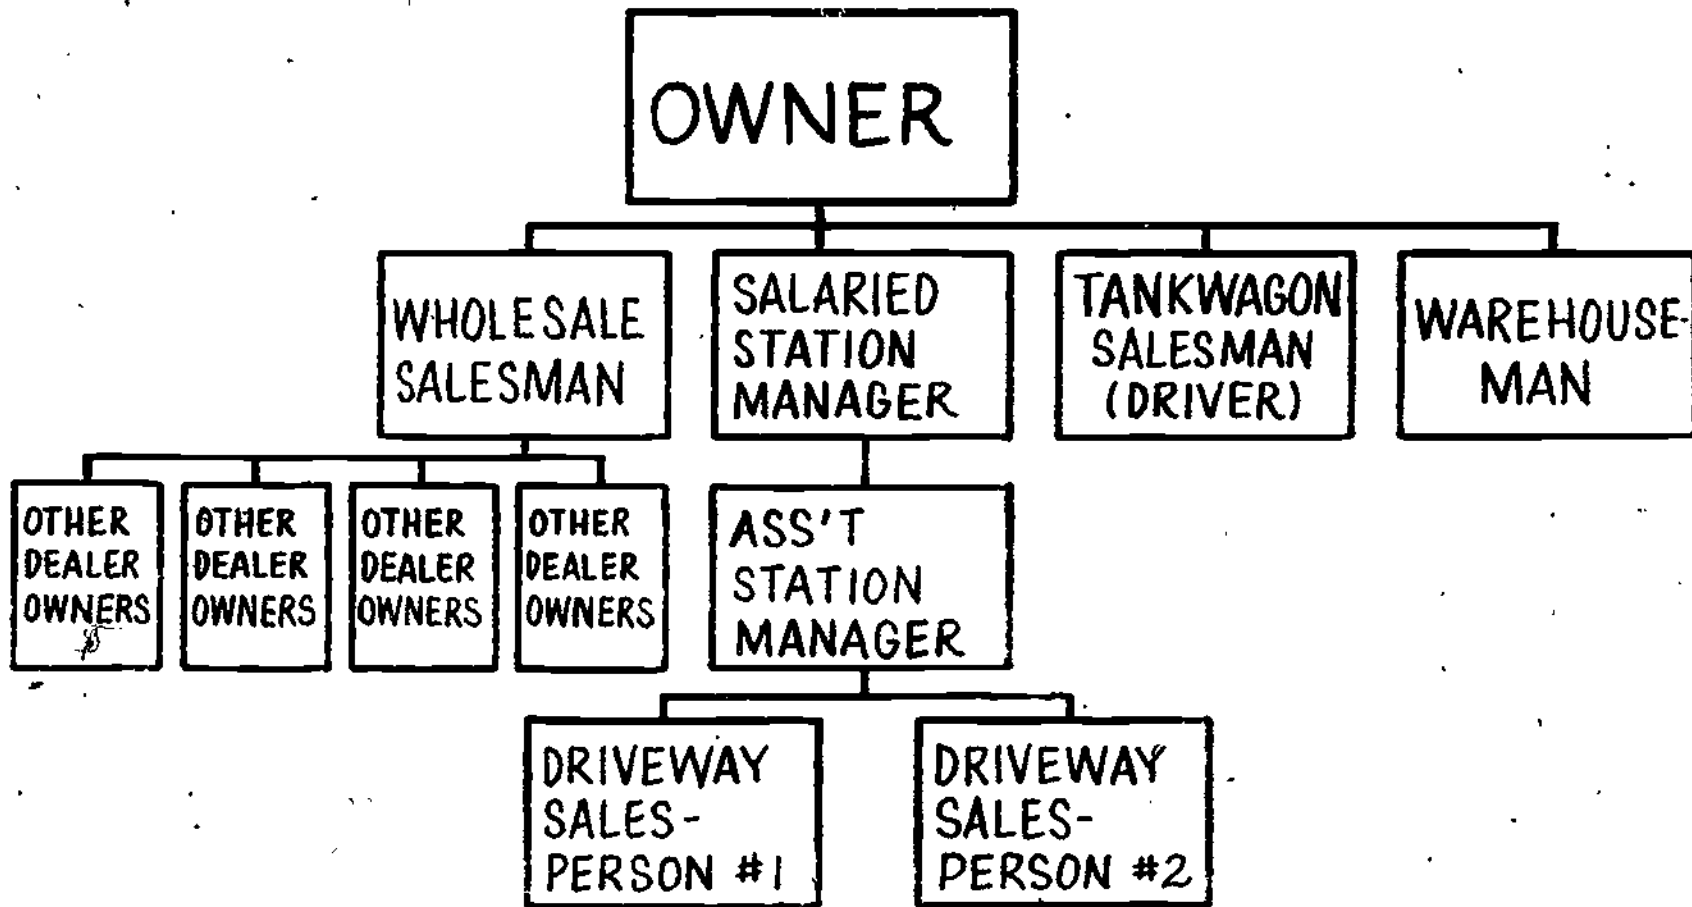 OWNER
WHOLESALE
SALESMAN
SALARIED
STATION
MANAGER
TANKWAGON
SALESMAN
(DRIVER)
WAREHOUSE-
MAN
OTHER
DEALER
OWNERS
OTHER
DEALER
OWNERS
OTHER
DEALER
OWNERS
OTHER
DEALER
OWNERS
ASS'T
STATION
MANAGER
DRIVEWAY
SALES-
PERSON #1
DRIVEWAY
SALES-
PERSON #2